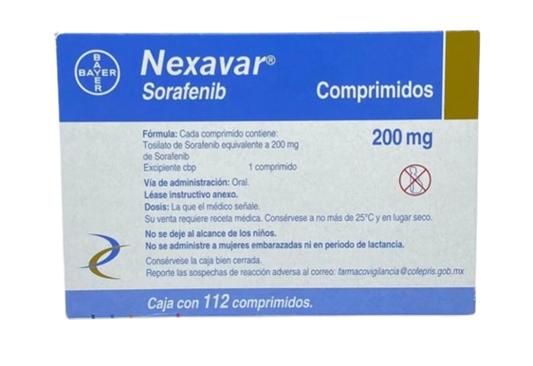 BAYER
BAYER
Nexavar®
Sorafenib
Comprimidos
Fórmula: Cada comprimido contiene:
Tosilato de Sorafenib equivalente a 200 mg
de Sorafenib
Excipiente cbp 1 comprimido
200 mg
Vía de administración: Oral.
Léase instructivo anexo.
Dosis: La que el médico señale.
Su venta requiere receta médica. Consérvese a no más de 25°C y en lugar seco.
No se deje al alcance de los niños.
No se administre a mujeres embarazadas ni en periodo de lactancia.
Consérvese la caja bien cerrada.
Reporte las sospechas de reacción adversa al correo: farmacovigilancia@cofepris.gob.mx
Caja con 112 comprimidos.